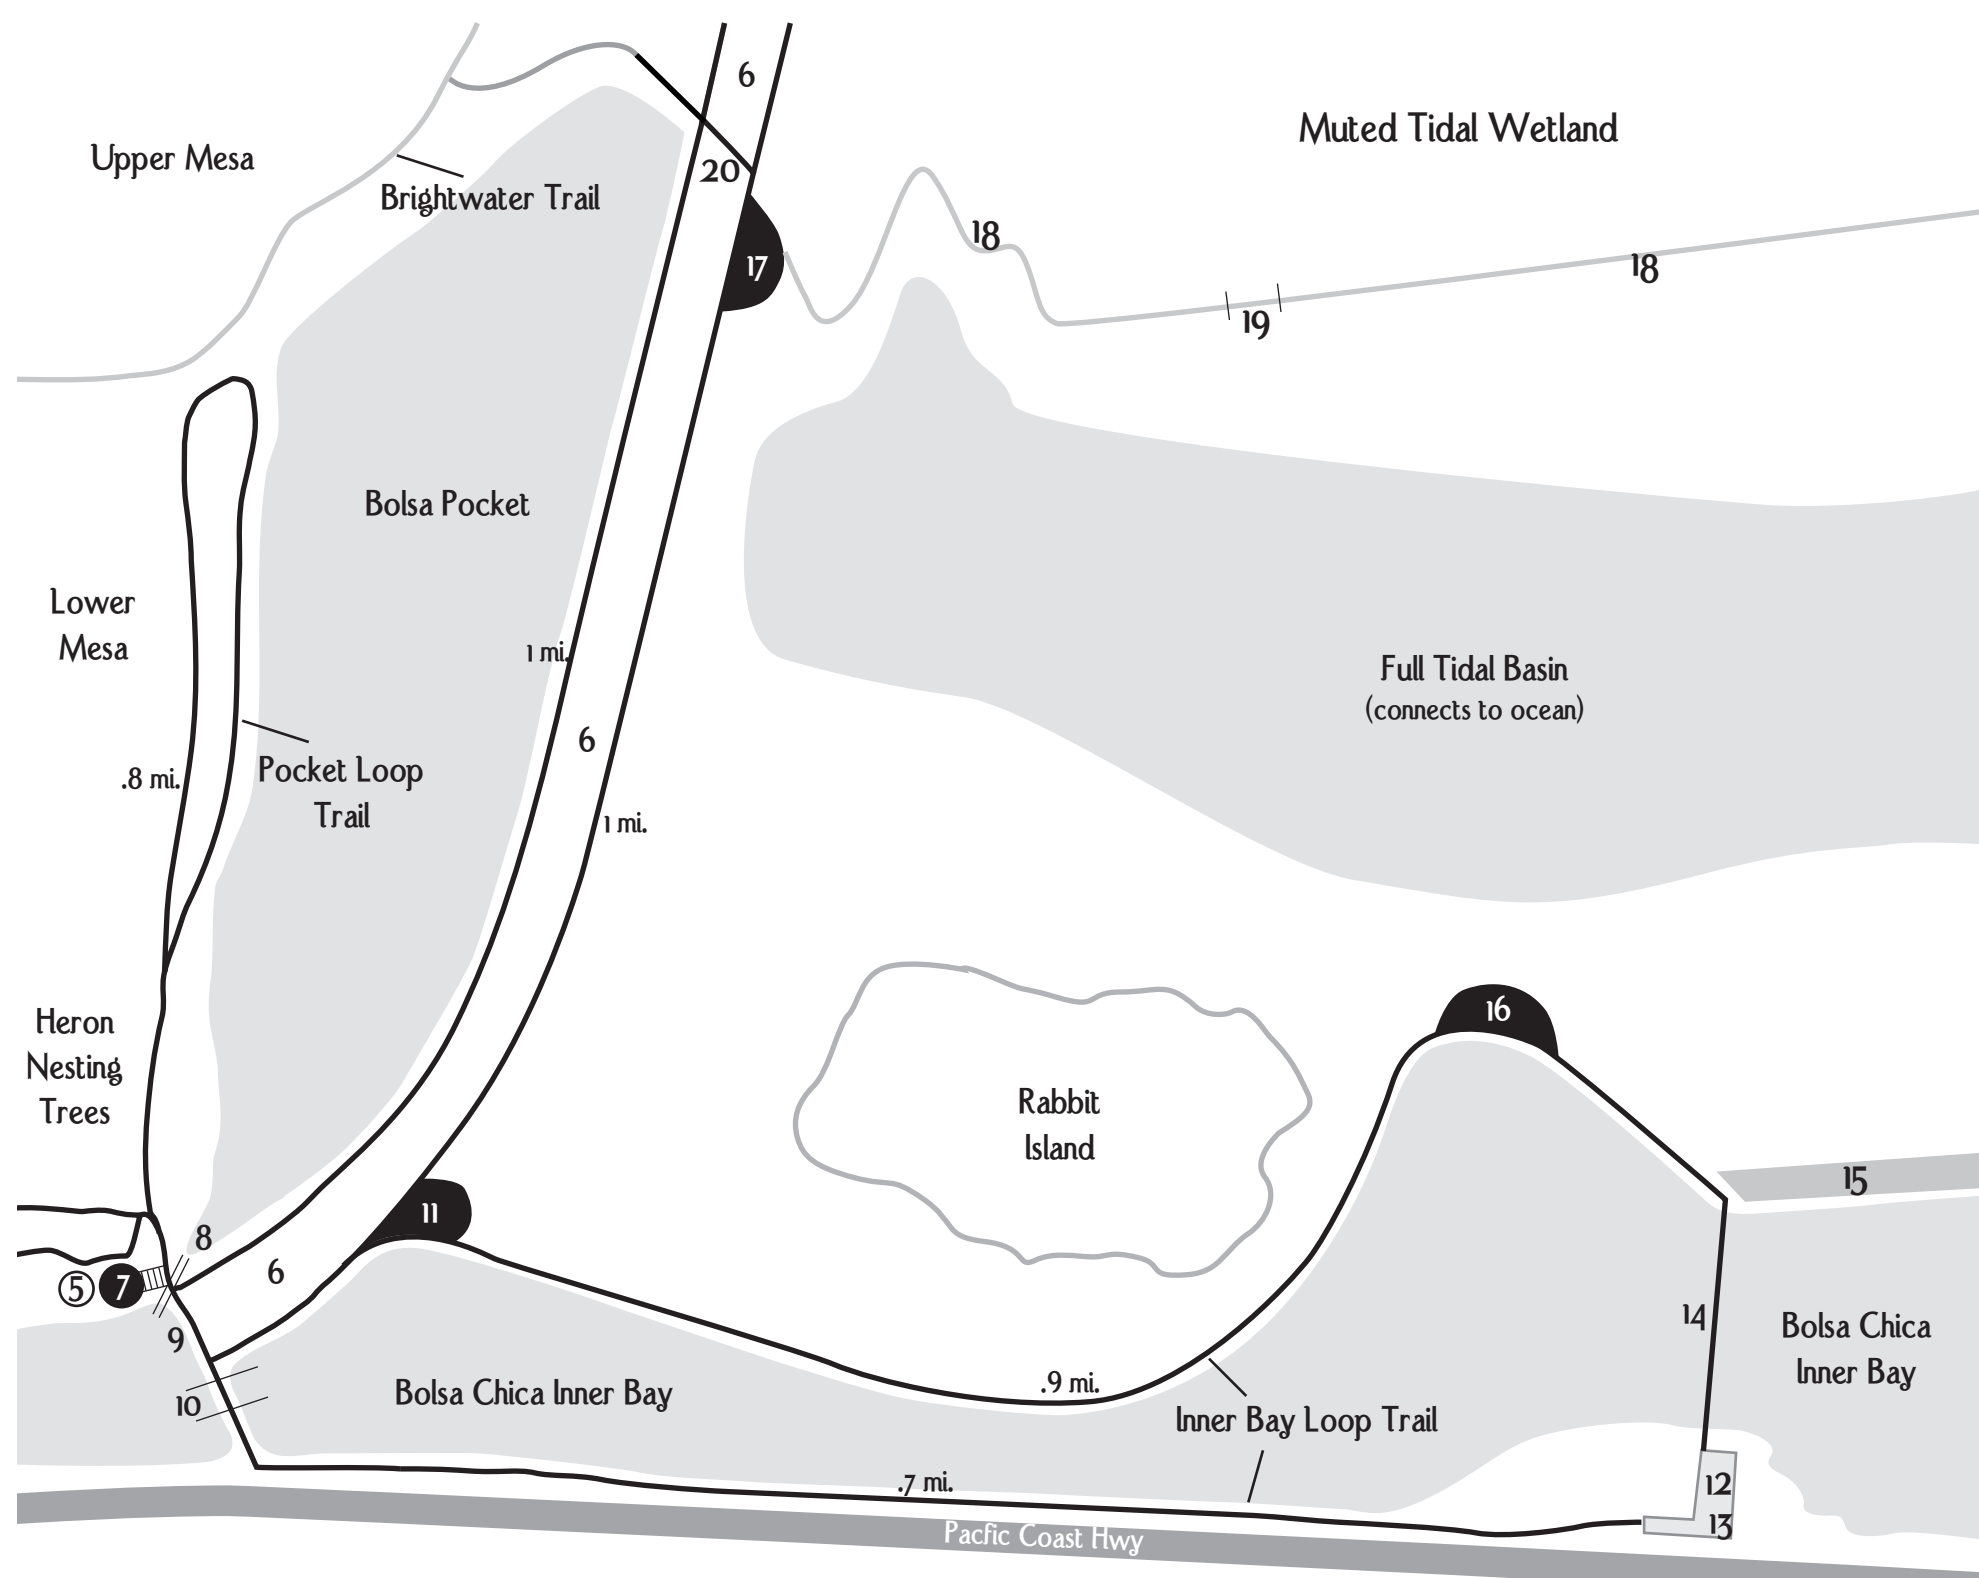 6
Muted Tidal Wetland
Upper Mesa
20
Brightwater Trail
18
17
18
19
Bolsa Pocket
Lower
Mesa
1 mi.
Full Tidal Basin
(connects to ocean)
6
.8 mi.
Pocket Loop
Trail
1 mi.
16
Heron
Nesting
Trees
Rabbit
Island
15
11
8
6
5
7
14
Bolsa Chica
Inner Bay
9
.9 mi.
Bolsa Chica Inner Bay
10
Inner Bay Loop Trail
.7 mi.
12
13
Pacfic Coast Hwy